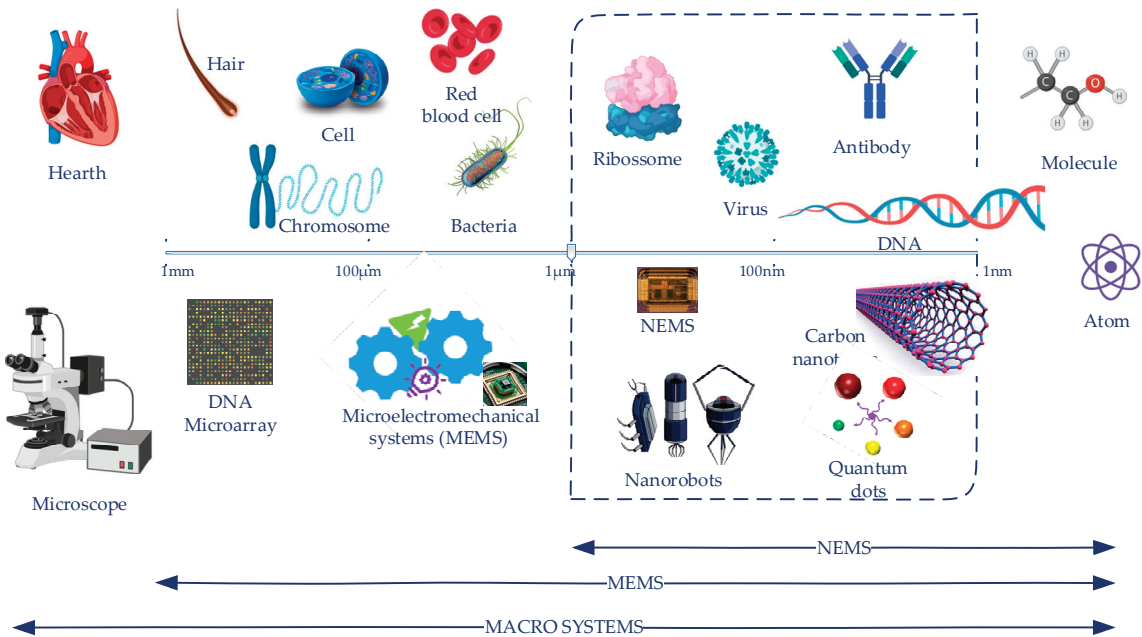 Hearth
Hair
Cell
Red
blood cell
Chromosome
Bacteria
Ribossome
Virus
Antibody
DNA
Molecule
C
C
O
H
H
H
H
H
1mm
100μm
1μm
100nm
1nm
Atom
Microscope
DNA
Microarray
Microelectromechanical
systems (MEMS)
NEMS
Nanorobots
Carbon
Quantum
dots
NEMS
MEMS
MACRO SYSTEMS